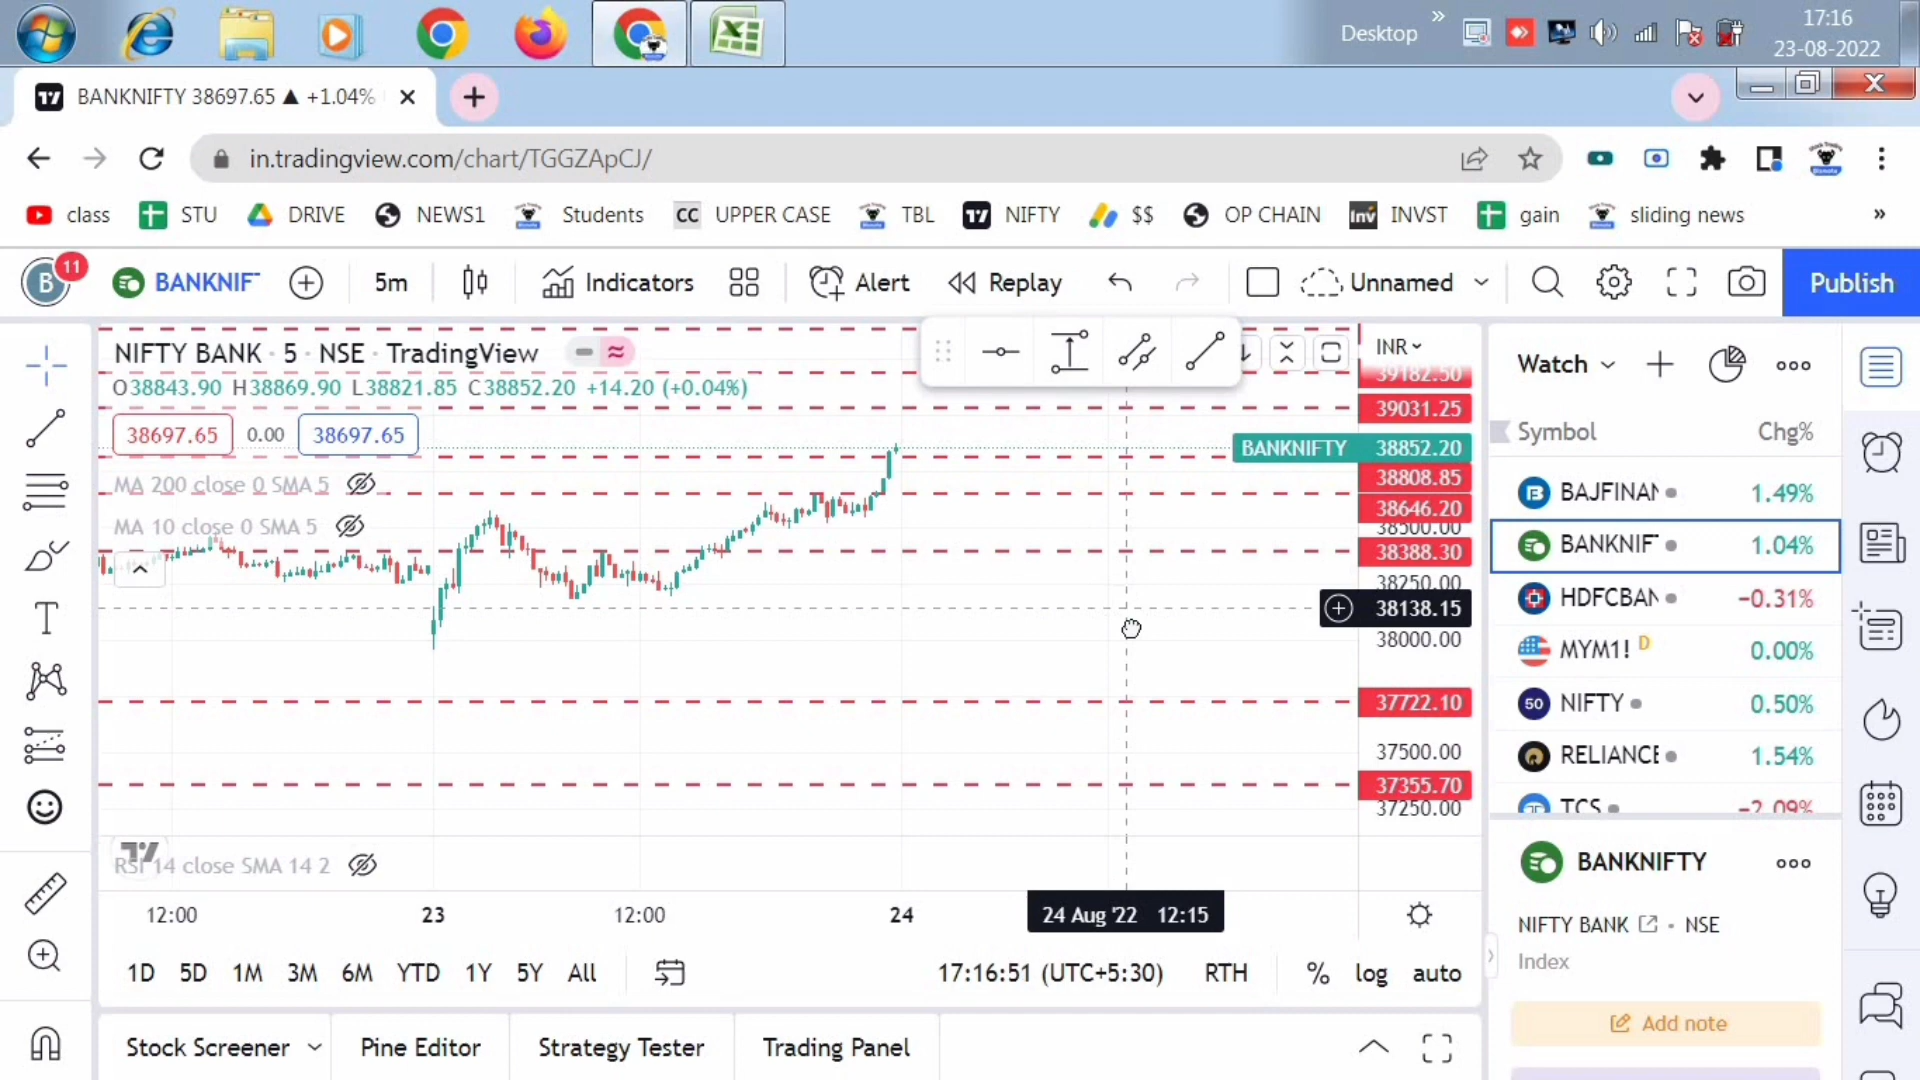 Desktop » 17:16
23-08-2022
BANKNIFTY 38697.65 ▲ +1.04%
in.tradingview.com/chart/TGGZApCJ/
class STU DRIVE NEWS1 Students CC UPPER CASE TBL NIFTY $$ OP CHAIN Inv INVST gain sliding news »
B 11 BANKNIF 5m Indicators Alert Replay Unnamed Publish
NIFTY BANK · 5 · NSE · TradingView
INR
O38843.90 H38869.90 L38821.85 C38852.20 +14.20 (+0.04%)
38697.65 0.00 38697.65
MA 200 close 0 SMA 5
MA 10 close 0 SMA 5
39182.50
39031.25
BANKNIFTY 38852.20
38808.85
38646.20
38500.00
38388.30
38250.00
38138.15
38000.00
37722.10
37500.00
37355.70
37250.00
RSI 14 close SMA 14 2
12:00 23 12:00 24 24 Aug '22 12:15
1D 5D 1M 3M 6M YTD 1Y 5Y All 17:16:51 (UTC+5:30) RTH % log auto
Stock Screener Pine Editor Strategy Tester Trading Panel
Watch
Symbol Chg%
BAJFINAN 1.49%
BANKNIF 1.04%
HDFCBAN −0.31%
MYM1! D 0.00%
50 NIFTY 0.50%
RELIANCE 1.54%
TCS −2.09%
BANKNIFTY
NIFTY BANK · NSE
Index
Add note